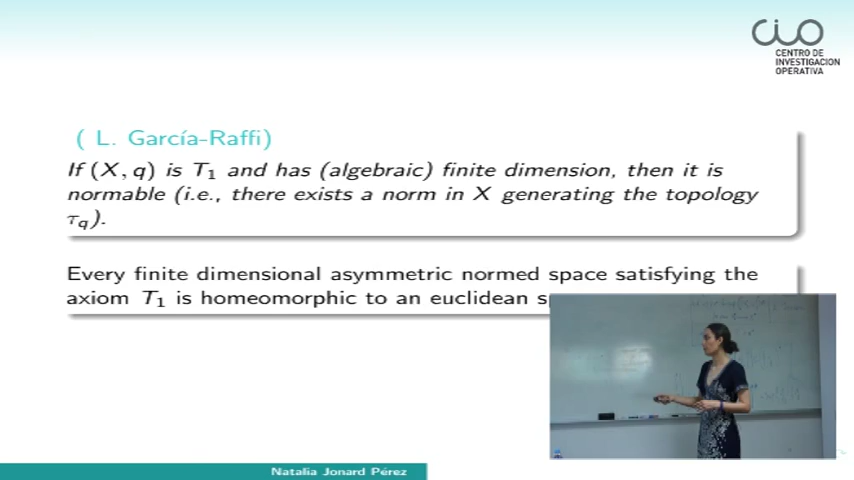 CENTRO DE
INVESTIGACION
OPERATIVA
( L. García-Raffi)
If (X, q) is T₁ and has (algebraic) finite dimension, then it is
normable (i.e., there exists a norm in X generating the topology
τq).
Every finite dimensional asymmetric normed space satisfying the
axiom T₁ is homeomorphic to an euclidean
Natalia Jonard Pérez